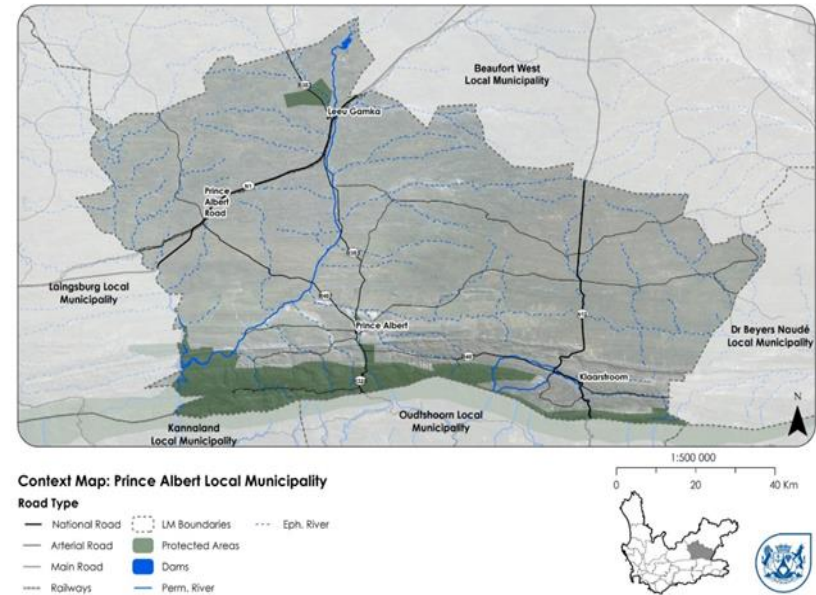 Beaufort West
Local Municipality
Leeu Gamka
N1
Prince
Albert
Road
Laingsburg Local
Municipality
Prince Albert
Dr Beyers Naudé
Local Municipality
Klaarstroom
N
Oudtshoorn Local
Municipality
Kannaland
Local Municipality
Context Map: Prince Albert Local Municipality
1:500 000
0 20 40 Km
Road Type
National Road LM Boundaries Eph. River
Arterial Road Protected Areas
Main Road Dams
Railways Perm. River